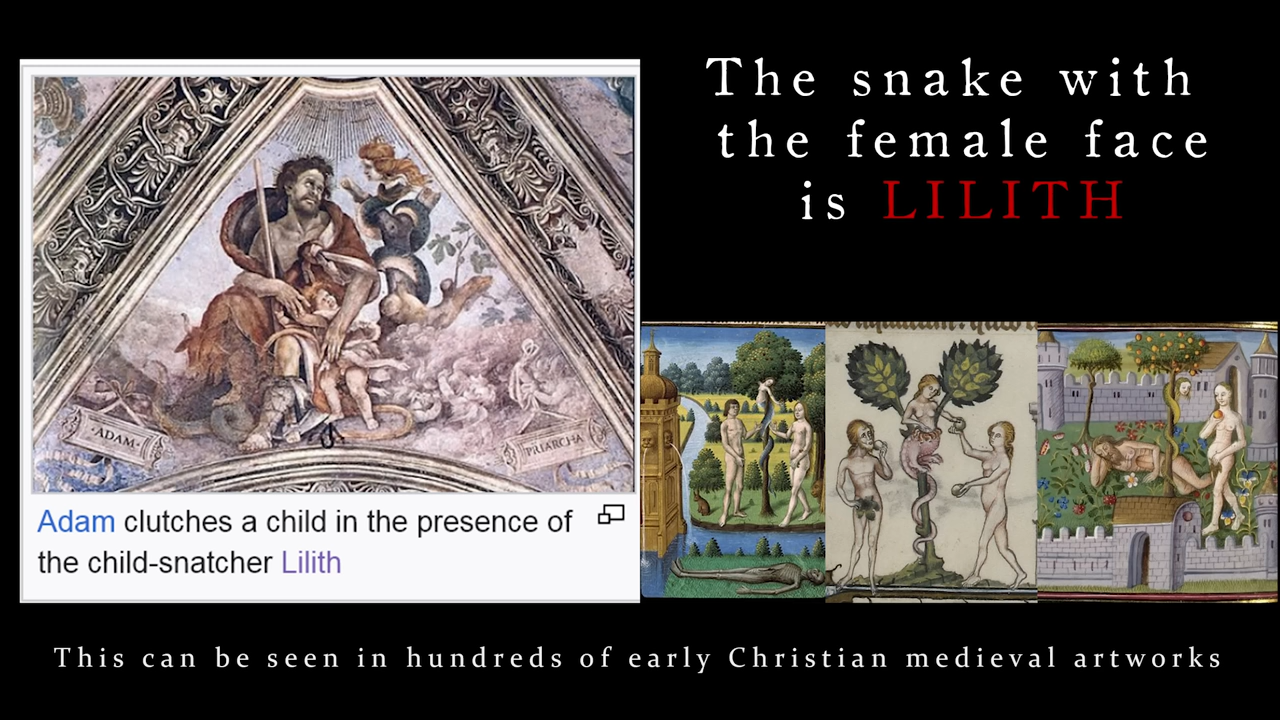 The snake with
the female face
is LILITH
·ADAM·
PRIARCHA
Adam clutches a child in the presence of
the child-snatcher Lilith
This can be seen in hundreds of early Christian medieval artworks